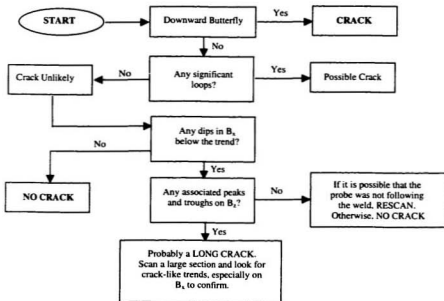 START
Downward Butterfly
Yes
CRACK
No
Any significant
loops?
No
Crack Unlikely
Yes
Possible Crack
Any dips in Bx
below the trend?
No
NO CRACK
Yes
Any associated peaks
and troughs on Bz?
No
If it is possible that the
probe was not following
the weld, RESCAN.
Otherwise, NO CRACK
Yes
Probably a LONG CRACK.
Scan a large section and look for
crack-like trends, especially on
Bx to confirm.